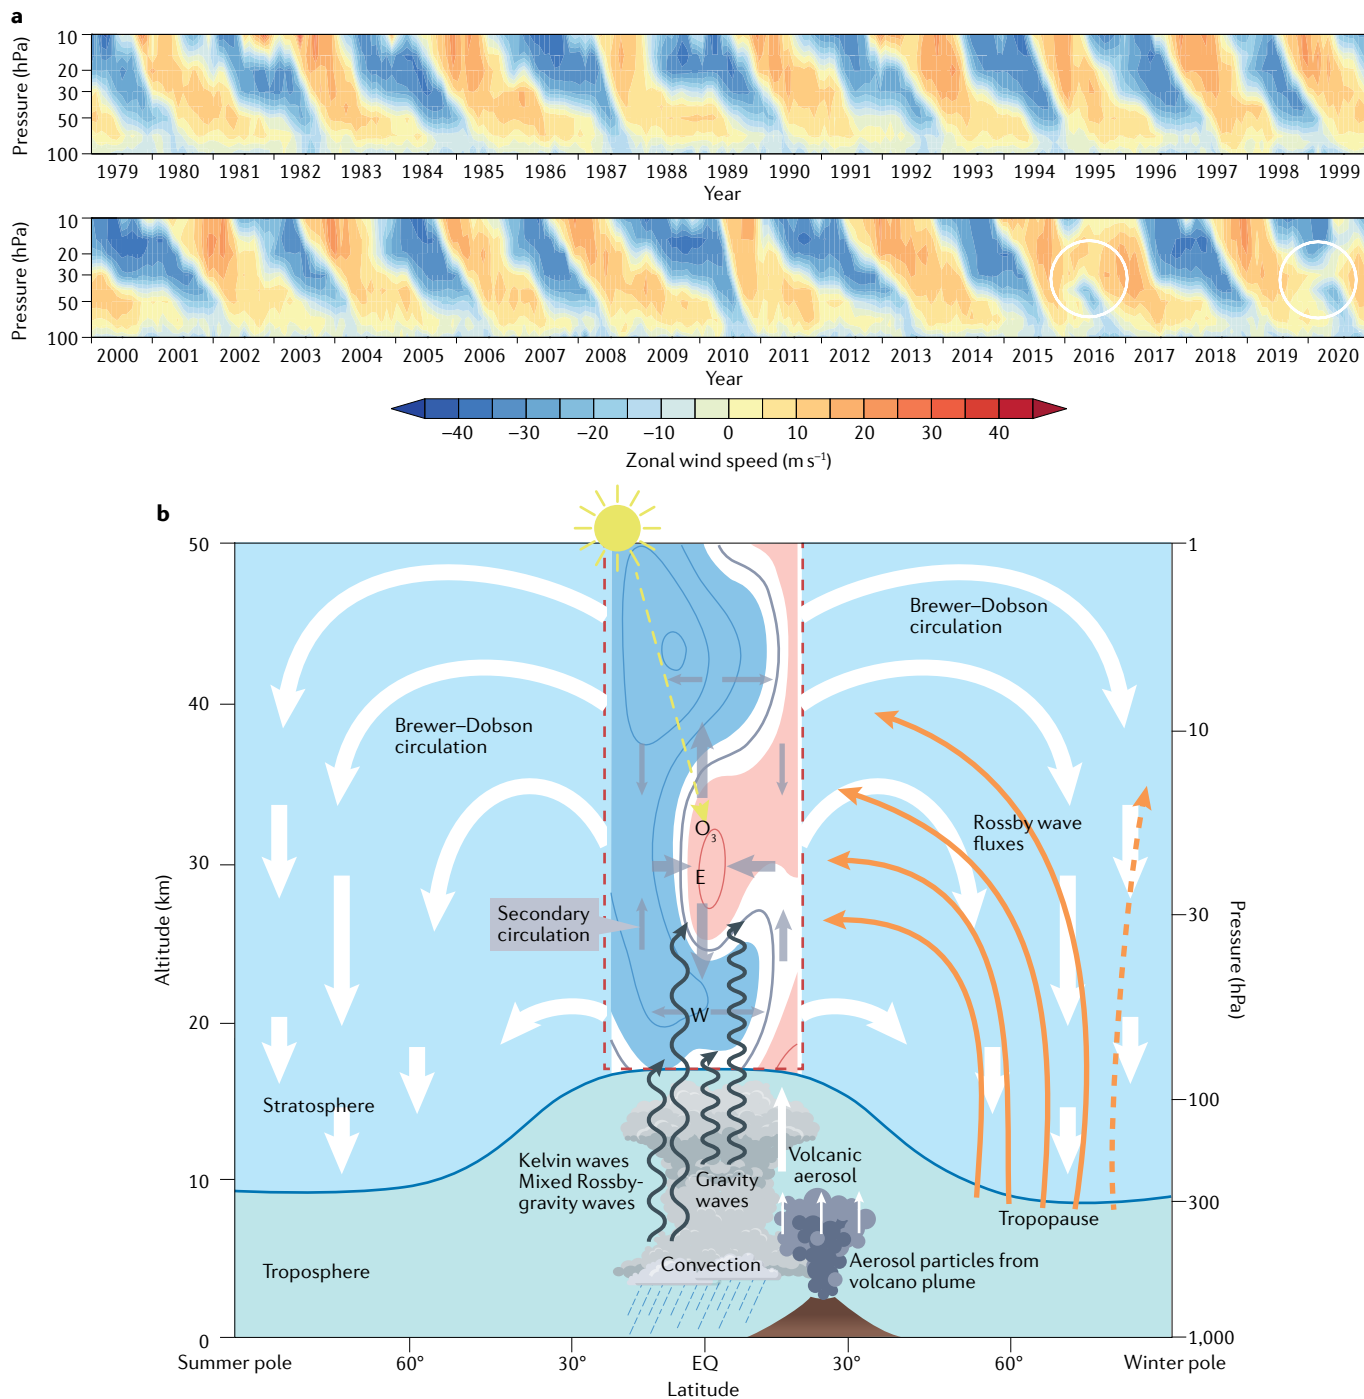 a
Pressure (hPa)
10
20
30
50
100
1979 1980 1981 1982 1983 1984 1985 1986 1987 1988 1989 1990 1991 1992 1993 1994 1995 1996 1997 1998 1999
Year
Pressure (hPa)
10
20
30
50
100
2000 2001 2002 2003 2004 2005 2006 2007 2008 2009 2010 2011 2012 2013 2014 2015 2016 2017 2018 2019 2020
Year
–40 –30 –20 –10 0 10 20 30 40
Zonal wind speed (m s⁻¹)
b
50
40
30
20
10
0
Altitude (km)
1
10
30
100
300
1,000
Pressure (hPa)
Brewer–Dobson
circulation
Brewer–Dobson
circulation
O₃
E
W
Rossby wave
fluxes
Secondary
circulation
Stratosphere
Kelvin waves
Mixed Rossby-
gravity waves
Gravity
waves
Volcanic
aerosol
Tropopause
Convection
Aerosol particles from
volcano plume
Troposphere
Summer pole 60° 30° EQ 30° 60° Winter pole
Latitude